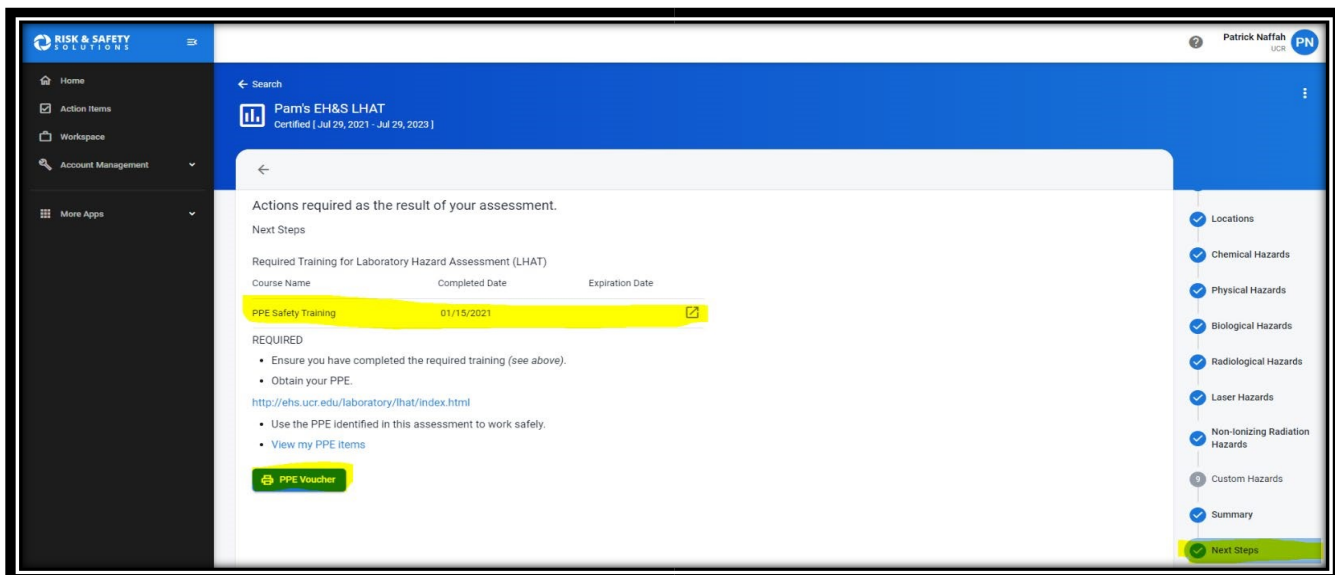 RISK & SAFETY
SOLUTIONS
Patrick Naffah
UCR
PN
Home
Action Items
Workspace
Account Management
More Apps
Search
Pam's EH&S LHAT
Certified [ Jul 29, 2021 - Jul 29, 2023 ]
Actions required as the result of your assessment.
Next Steps
Required Training for Laboratory Hazard Assessment (LHAT)
Course Name Completed Date Expiration Date
PPE Safety Training 01/15/2021
REQUIRED
• Ensure you have completed the required training (see above).
• Obtain your PPE.
http://ehs.ucr.edu/laboratory/lhat/index.html
• Use the PPE identified in this assessment to work safely.
• View my PPE items
PPE Voucher
Locations
Chemical Hazards
Physical Hazards
Biological Hazards
Radiological Hazards
Laser Hazards
Non-Ionizing Radiation
Hazards
9 Custom Hazards
Summary
Next Steps